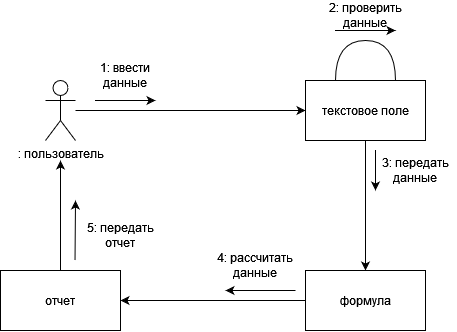 2: проверить
данные
1: ввести
данные
текстовое поле
: пользователь
3: передать
данные
5: передать
отчет
4: рассчитать
данные
отчет
формула